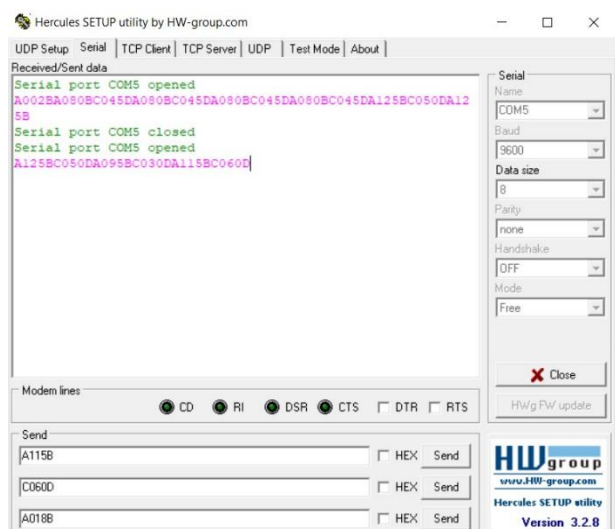 Hercules SETUP utility by HW-group.com
UDP Setup Serial TCP Client TCP Server UDP Test Mode About
Received/Sent data
Serial port COM5 opened
A002BA080BC045DA080BC045DA080BC045DA080BC045DA125BC050DA12
5B
Serial port COM5 closed
Serial port COM5 opened
A125BC050DA095BC030DA115BC060D
Serial
Name
COM5
Baud
9600
Data size
8
Parity
none
Handshake
OFF
Mode
Free
Close
HWg FW update
Modem lines
CD RI DSR CTS DTR RTS
Send
A115B HEX Send
C060D HEX Send
A018B HEX Send
HWgroup
www.HW-group.com
Hercules SETUP utility
Version 3.2.8